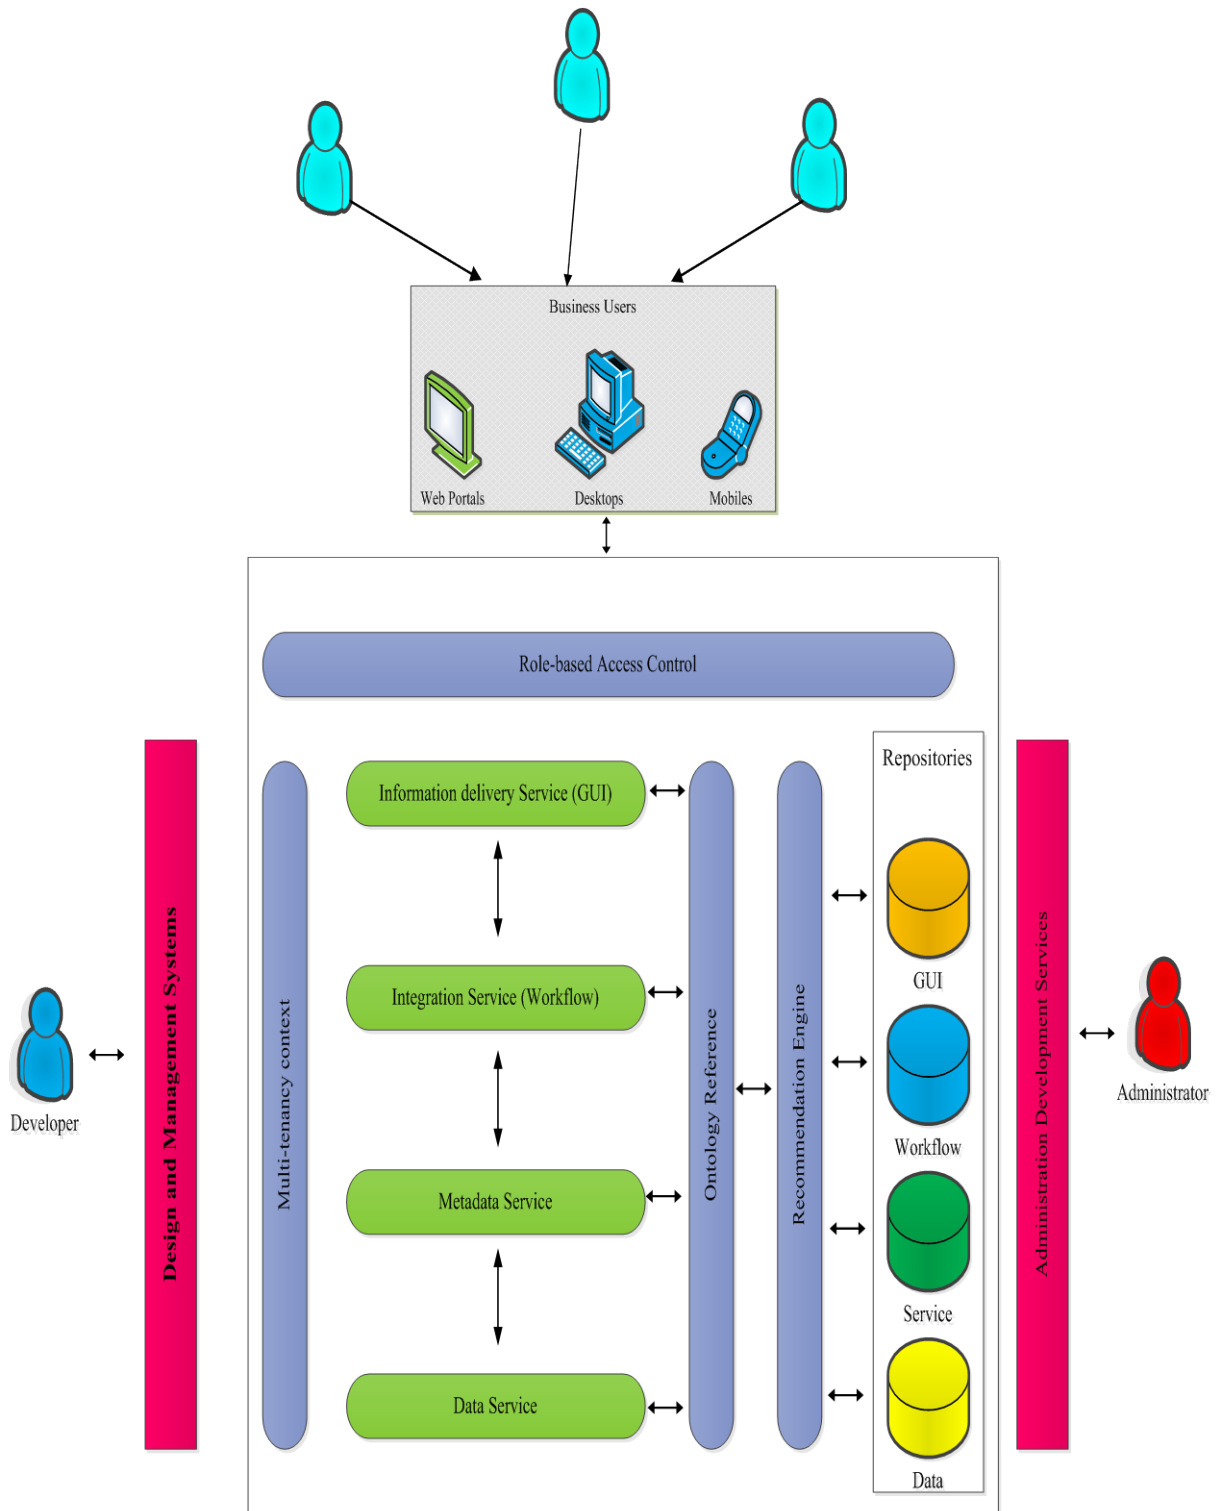 Business Users
Web Portals
Desktops
Mobiles
Role-based Access Control
Repositories
Information delivery Service (GUI)
Integration Service (Workflow)
Metadata Service
Data Service
Design and Management Systems
Multi-tenancy context
Ontology Reference
Recommendation Engine
GUI
Workflow
Service
Data
Administration Development Services
Developer
Administrator